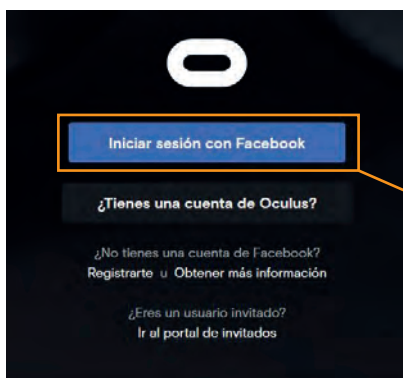 Iniciar sesión con Facebook
¿Tienes una cuenta de Oculus?
¿No tienes una cuenta de Facebook?
Registrarte u Obtener más información
¿Eres un usuario invitado?
Ir al portal de invitados